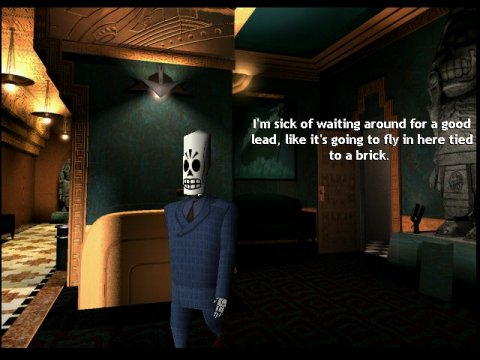 I'm sick of waiting around for a good
lead, like it's going to fly in here tied
to a brick.